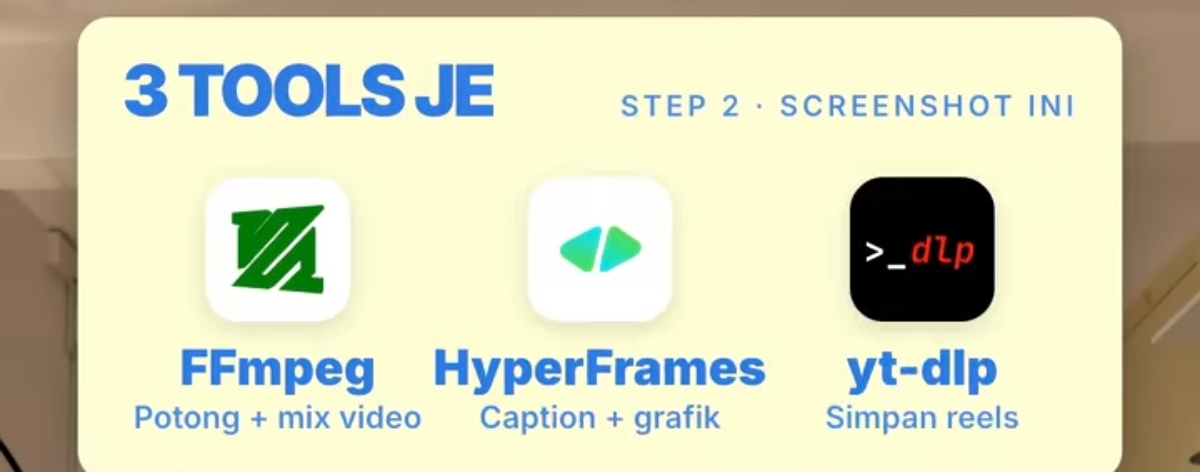 3 TOOLS JE
STEP 2 · SCREENSHOT INI
>_dlp
FFmpeg HyperFrames yt-dlp
Potong + mix video Caption + grafik Simpan reels